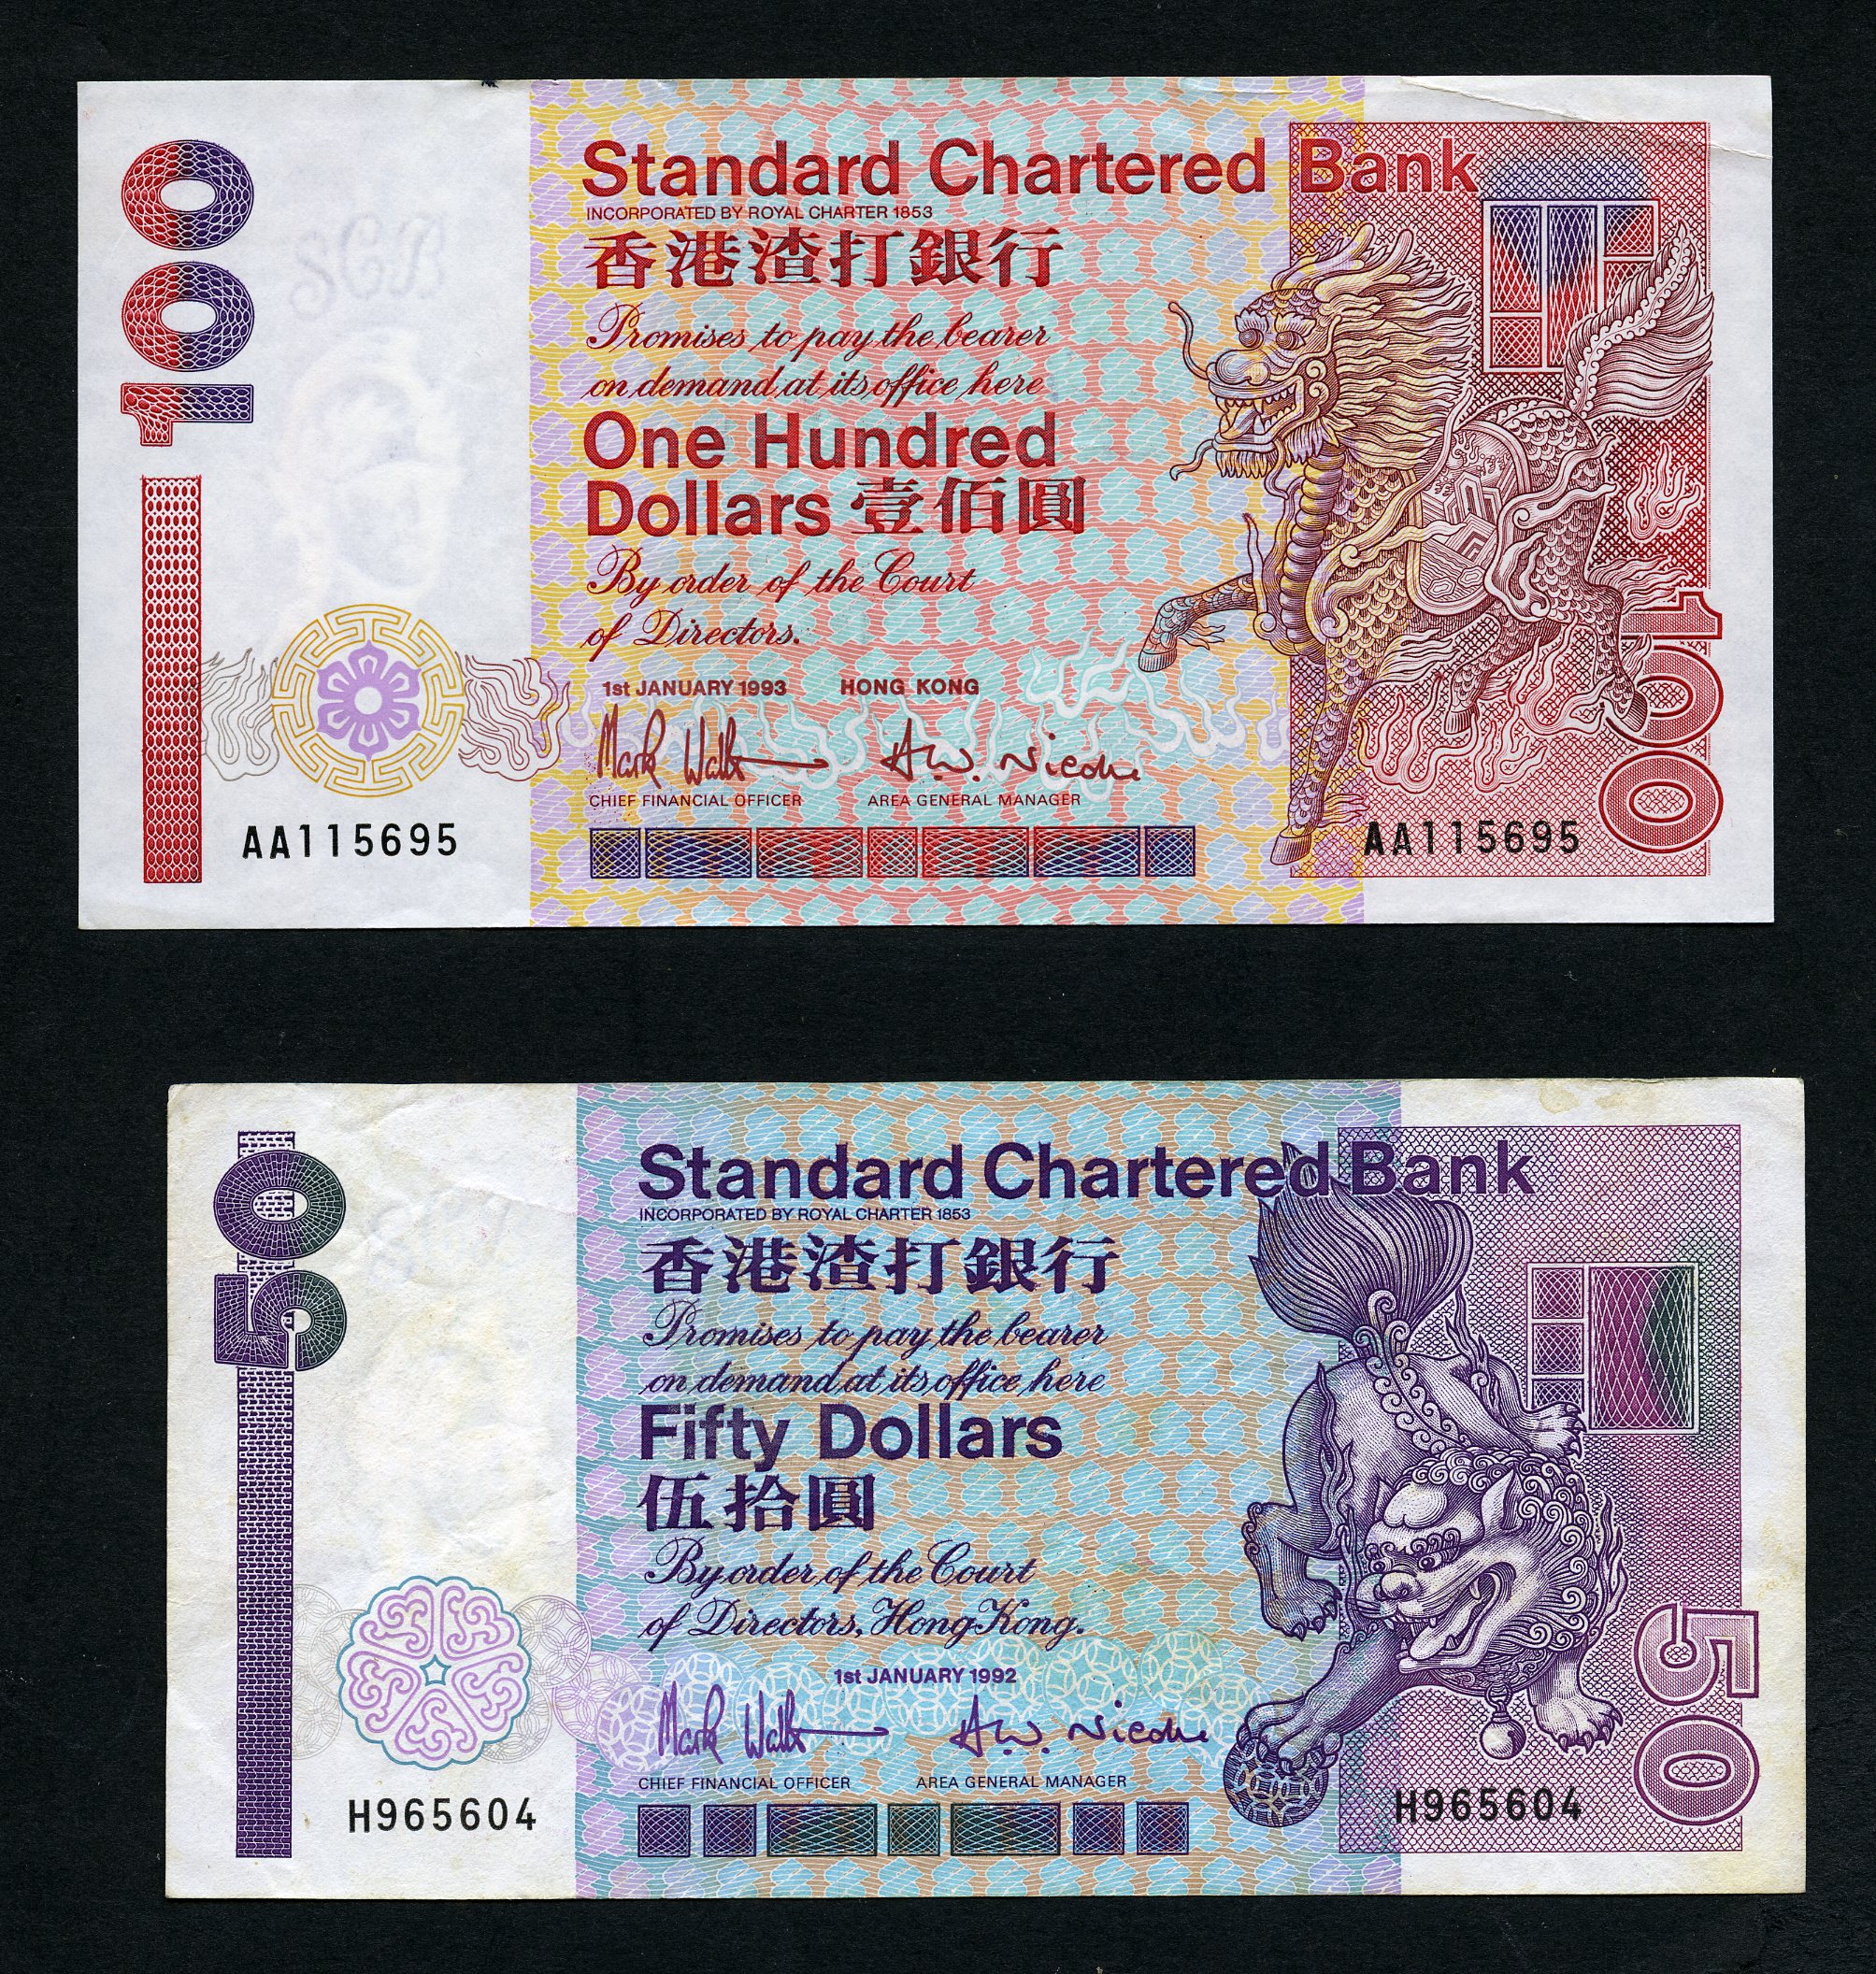 100
Standard Chartered Bank
INCORPORATED BY ROYAL CHARTER 1853
香港渣打銀行
Promises to pay the bearer
on demand at its office here
One Hundred
Dollars 壹佰圓
By order of the Court
of Directors.
1st JANUARY 1993 HONG KONG
Mark Walker A.W. Nicolle
CHIEF FINANCIAL OFFICER AREA GENERAL MANAGER
AA115695 AA115695
100
SCB
50
Standard Chartered Bank
INCORPORATED BY ROYAL CHARTER 1853
香港渣打銀行
Promises to pay the bearer
on demand at its office here
Fifty Dollars
伍拾圓
By order of the Court
of Directors, Hong Kong.
1st JANUARY 1992
CHIEF FINANCIAL OFFICER AREA GENERAL MANAGER
H965604 H965604
50